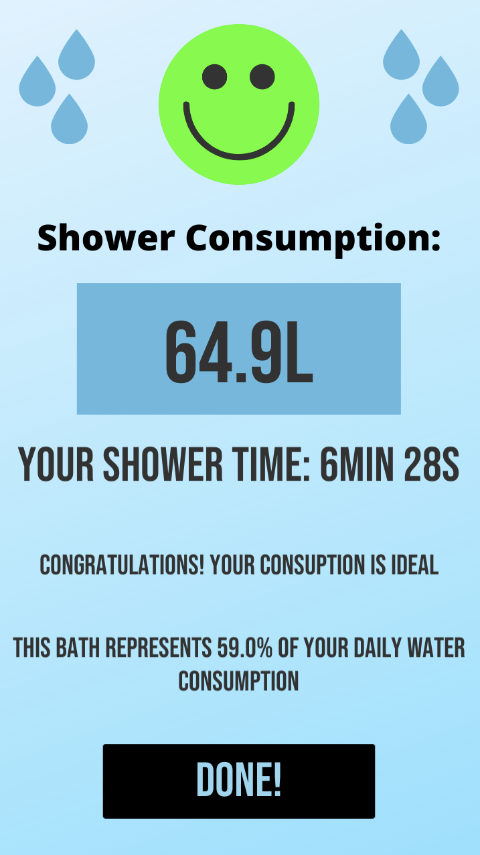 Shower Consumption:
64.9L
YOUR SHOWER TIME: 6MIN 28S
CONGRATULATIONS! YOUR CONSUPTION IS IDEAL
THIS BATH REPRESENTS 59.0% OF YOUR DAILY WATER
CONSUMPTION
DONE!